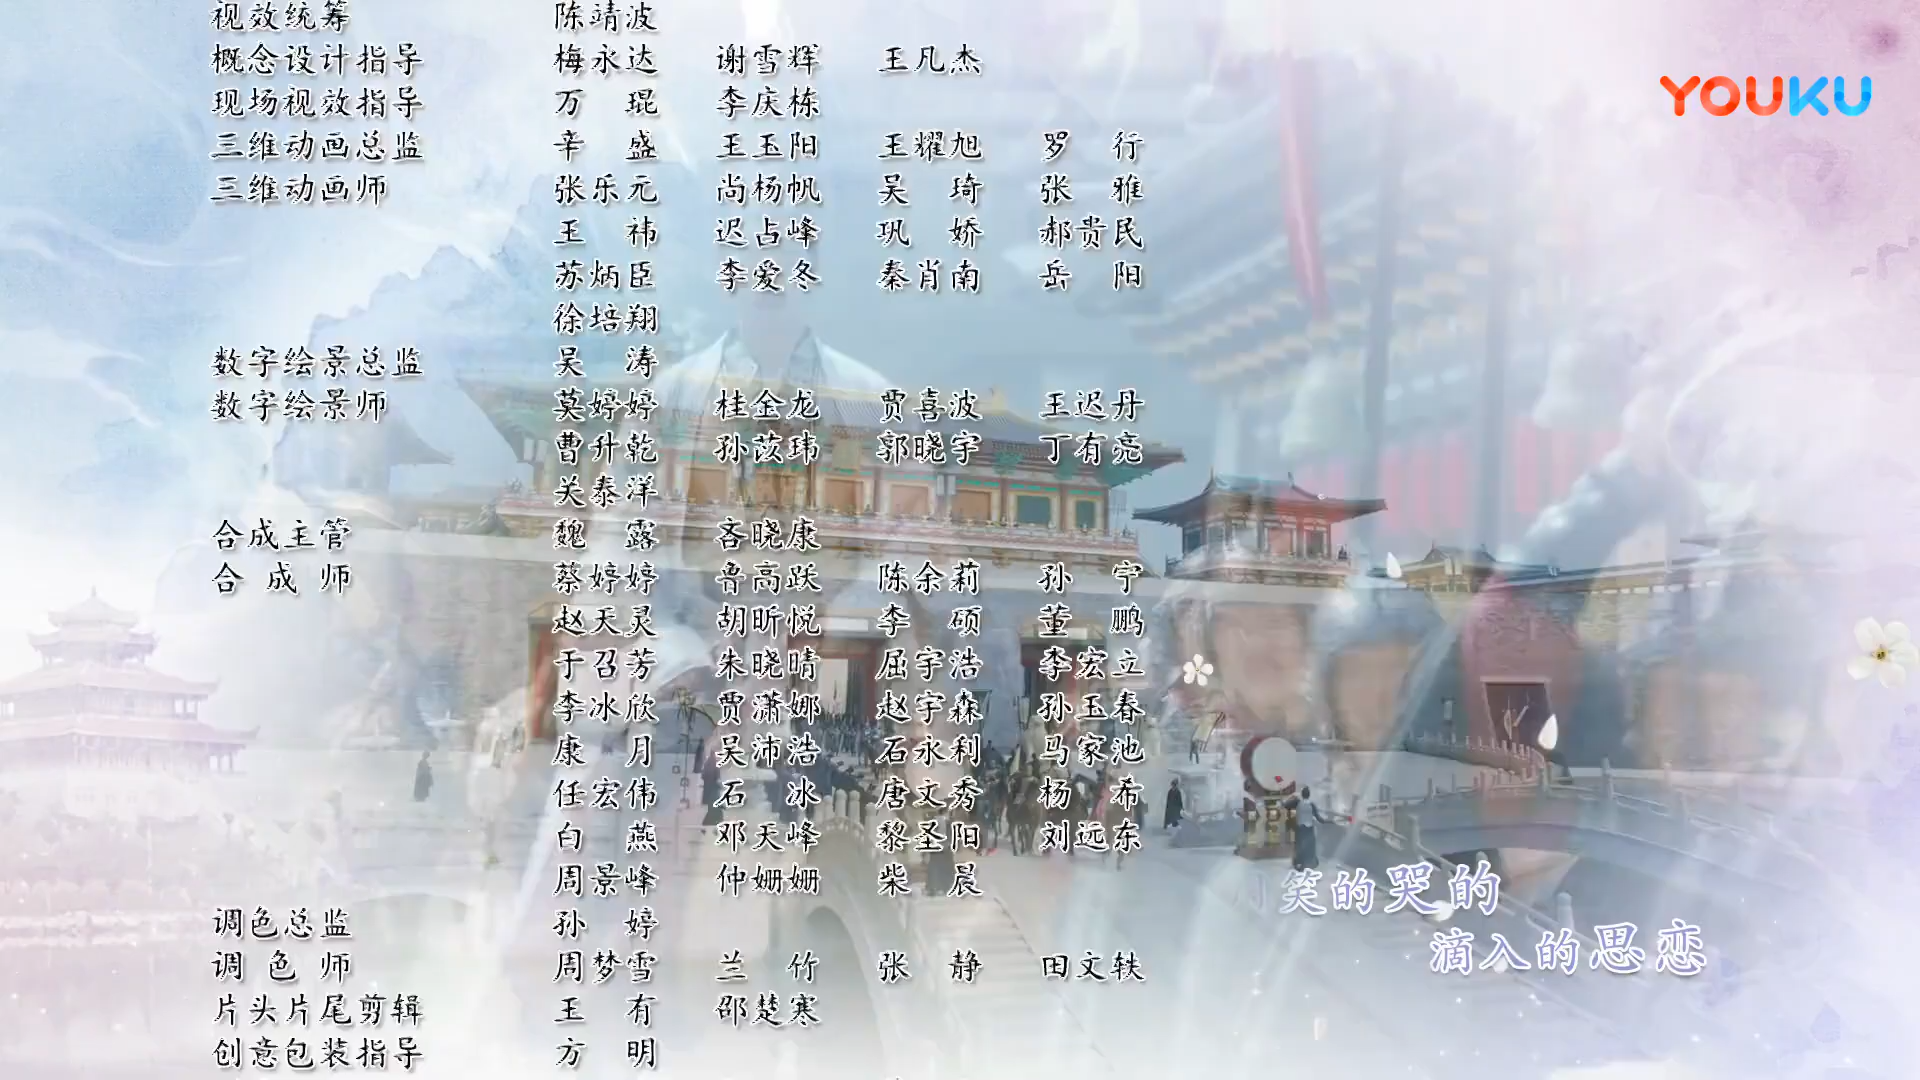 视效统筹 陈靖波
YOUKU
概念设计指导 梅永达 谢雪辉 王凡杰
现场视效指导 万琨 李庆栋
三维动画总监 辛盛 王玉阳 王耀旭 罗行
三维动画师 张乐元 尚杨帆 吴琦 张雅
王祎 迟占峰 巩娇 郝贵民
苏炳臣 李爱冬 秦肖南 岳阳
徐培翔
数字绘景总监 吴涛
数字绘景师 莫婷婷 桂金龙 贾喜波 王迟丹
曹升乾 孙莰玮 郭晓宇 丁有亮
关泰洋
合成主管 魏露 吝晓康
合成师 蔡婷婷 鲁高跃 陈余莉 孙宁
赵天灵 胡昕悦 李硕 董鹏
于召芳 朱晓晴 屈宇浩 李宏立
李冰欣 贾潇娜 赵宇森 孙玉春
康月 吴沛浩 石永利 马家池
任宏伟 石冰 唐文秀 杨希
白燕 邓天峰 黎圣阳 刘远东
周景峰 仲姗姗 柴晨
笑的哭的
调色总监 孙婷
滴入的思恋
调色师 周梦雪 兰竹 张静 田文轶
片头片尾剪辑 王有 邵楚寒
创意包装指导 方明